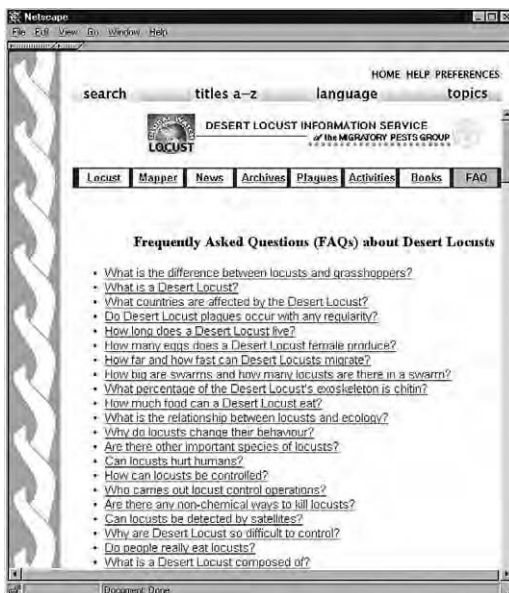 Netscape
File Edit View Go Window Help
HOME HELP PREFERENCES
search titles a–z language topics
GLOBAL WATCH
LOCUST
DESERT LOCUST INFORMATION SERVICE
of the MIGRATORY PESTS GROUP
Locust Mapper News Archives Plagues Activities Books FAQ
Frequently Asked Questions (FAQs) about Desert Locusts
• What is the difference between locusts and grasshoppers?
• What is a Desert Locust?
• What countries are affected by the Desert Locust?
• Do Desert Locust plagues occur with any regularity?
• How long does a Desert Locust live?
• How many eggs does a Desert Locust female produce?
• How far and how fast can Desert Locusts migrate?
• How big are swarms and how many locusts are there in a swarm?
• What percentage of the Desert Locust's exoskeleton is chitin?
• How much food can a Desert Locust eat?
• What is the relationship between locusts and ecology?
• Why do locusts change their behaviour?
• Are there other important species of locusts?
• Can locusts hurt humans?
• How can locusts be controlled?
• Who carries out locust control operations?
• Are there any non-chemical ways to kill locusts?
• Can locusts be detected by satellites?
• Why are Desert Locust so difficult to control?
• Do people really eat locusts?
• What is a Desert Locust composed of?
Document: Done